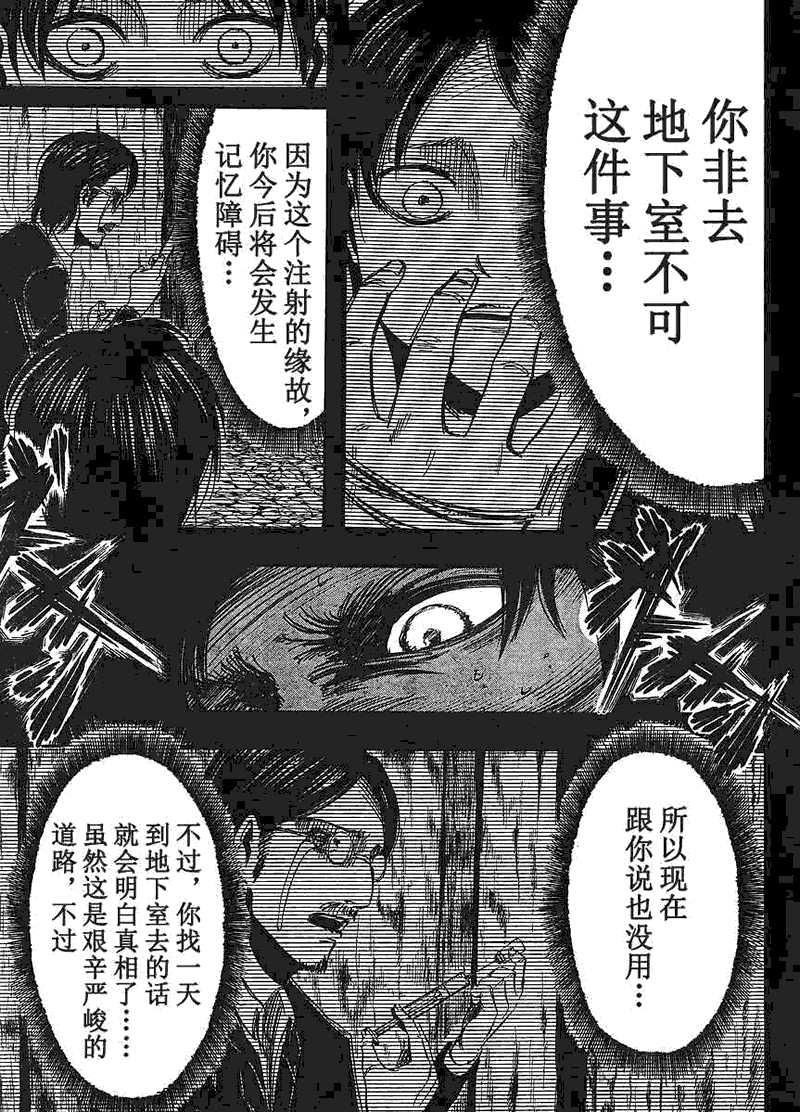 你非去
地下室不可
这件事…
因为这个注射的缘故，
你今后将会发生
记忆障碍…
所以现在
跟你说也没用…
不过，你找一天
到地下室去的话
就会明白真相了……
虽然这是艰辛严峻的
道路，不过